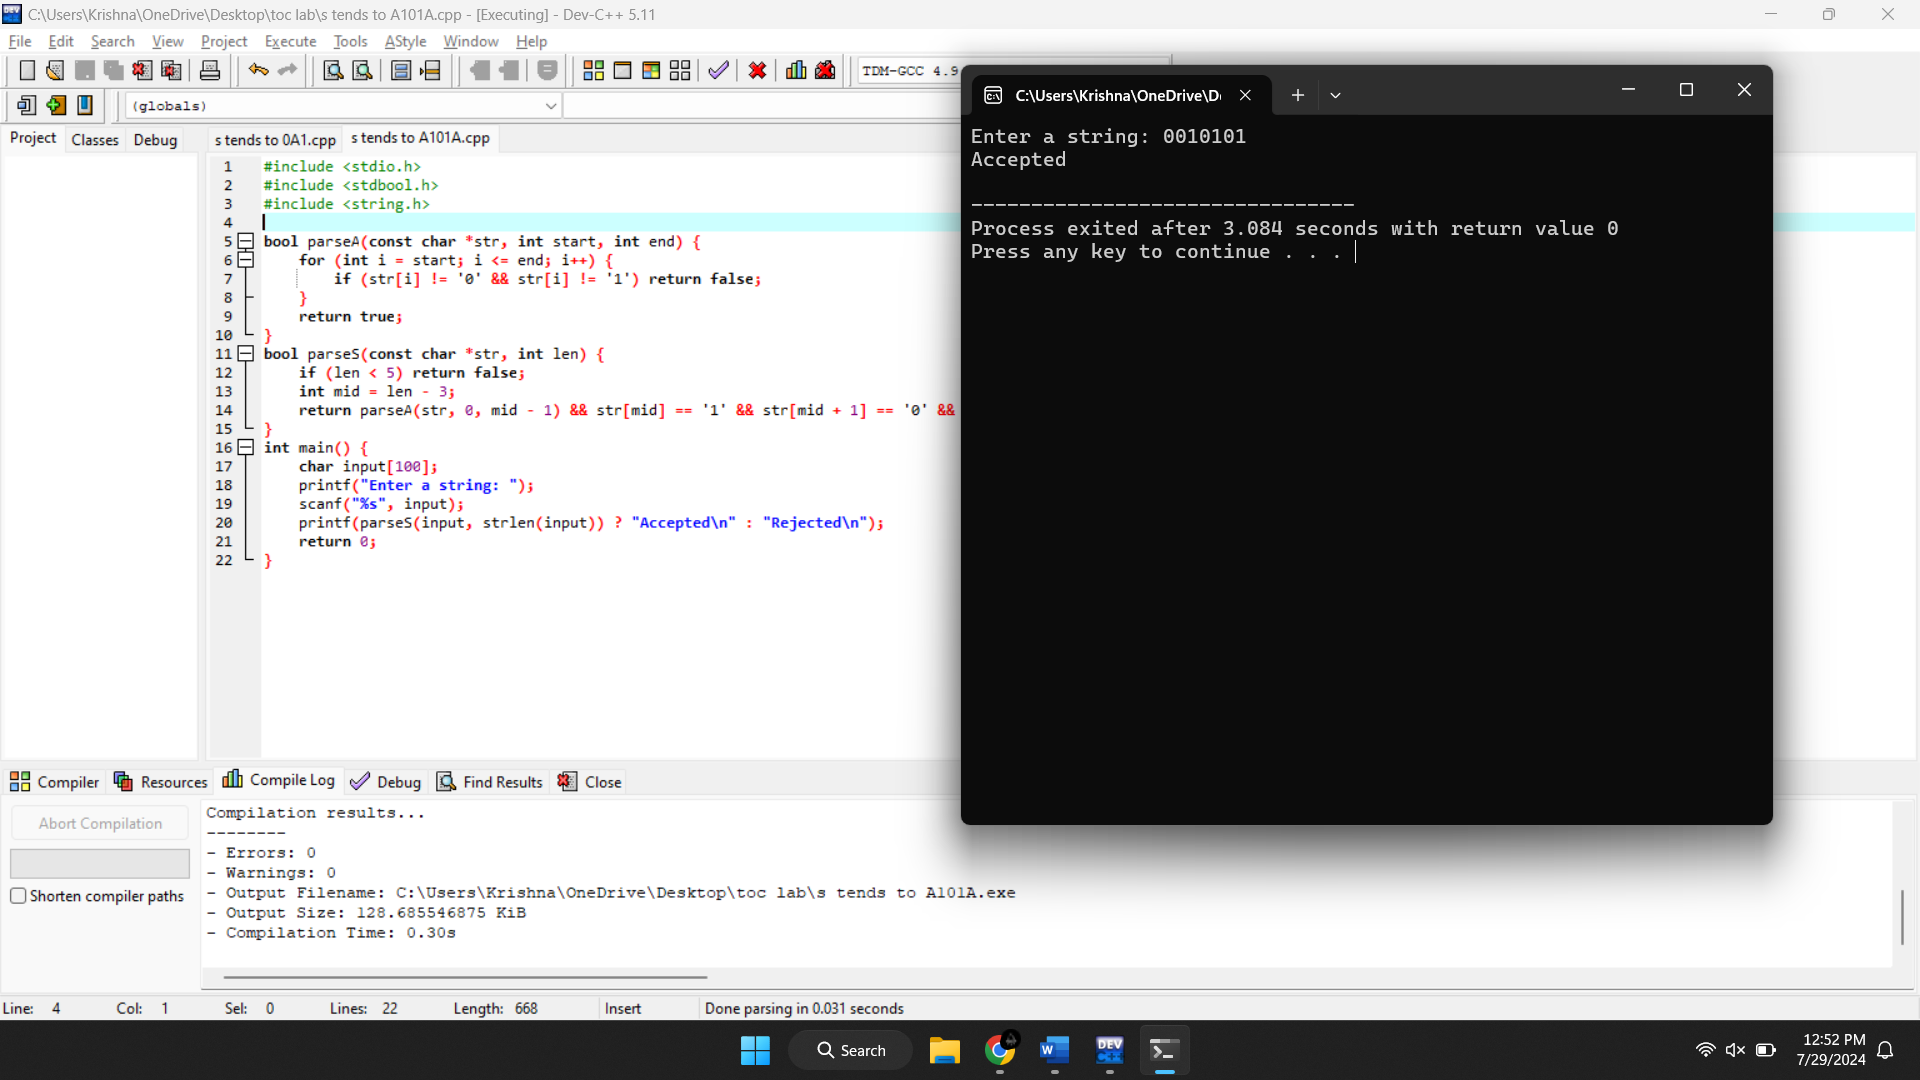 C:\Users\Krishna\OneDrive\Desktop\toc lab\s tends to A101A.cpp - [Executing] - Dev-C++ 5.11
File Edit Search View Project Execute Tools AStyle Window Help
TDM-GCC 4.9
(globals)
Project Classes Debug
s tends to 0A1.cpp s tends to A101A.cpp
1 #include <stdio.h>
2 #include <stdbool.h>
3 #include <string.h>
4
5 bool parseA(const char *str, int start, int end) {
6 for (int i = start; i <= end; i++) {
7 if (str[i] != '0' && str[i] != '1') return false;
8 }
9 return true;
10 }
11 bool parseS(const char *str, int len) {
12 if (len < 5) return false;
13 int mid = len - 3;
14 return parseA(str, 0, mid - 1) && str[mid] == '1' && str[mid + 1] == '0' &&
15 }
16 int main() {
17 char input[100];
18 printf("Enter a string: ");
19 scanf("%s", input);
20 printf(parseS(input, strlen(input)) ? "Accepted\n" : "Rejected\n");
21 return 0;
22 }
C:\Users\Krishna\OneDrive\D
Enter a string: 0010101
Accepted
--------------------------------
Process exited after 3.084 seconds with return value 0
Press any key to continue . . .
Compiler Resources Compile Log Debug Find Results Close
Abort Compilation
Shorten compiler paths
Compilation results...
--------
- Errors: 0
- Warnings: 0
- Output Filename: C:\Users\Krishna\OneDrive\Desktop\toc lab\s tends to A101A.exe
- Output Size: 128.685546875 KiB
- Compilation Time: 0.30s
Line: 4 Col: 1 Sel: 0 Lines: 22 Length: 668 Insert Done parsing in 0.031 seconds
Search
DEV
12:52 PM
7/29/2024